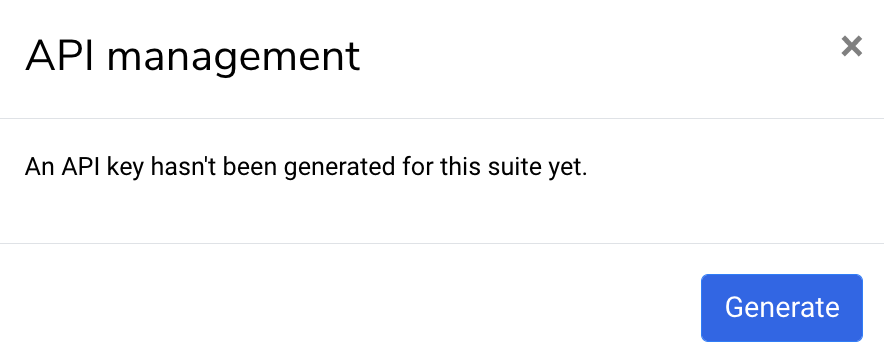 API management
An API key hasn't been generated for this suite yet.
Generate